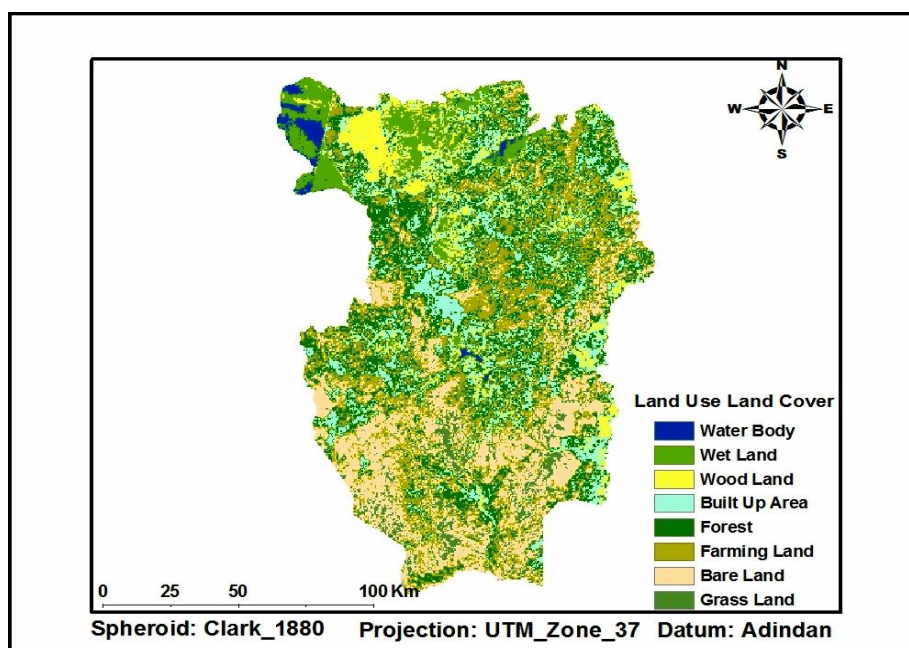 N
W E
S
Land Use Land Cover
Water Body
Wet Land
Wood Land
Built Up Area
Forest
Farming Land
Bare Land
Grass Land
0 25 50 100 Km
Spheroid: Clark_1880 Projection: UTM_Zone_37 Datum: Adindan